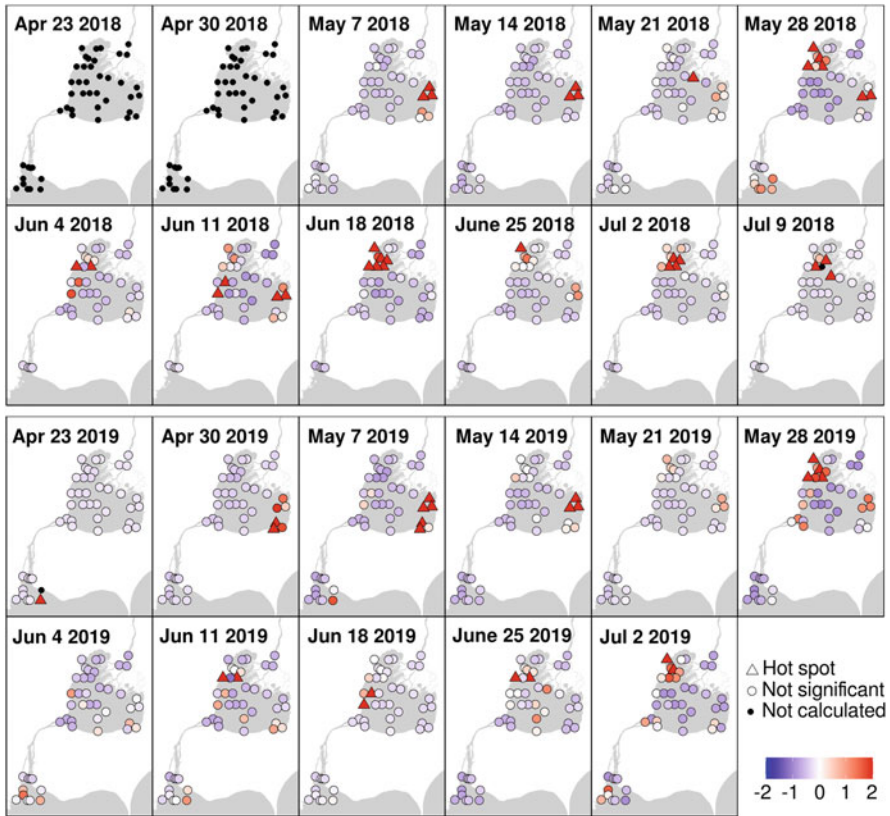 Apr 23 2018 Apr 30 2018 May 7 2018 May 14 2018 May 21 2018 May 28 2018
Jun 4 2018 Jun 11 2018 Jun 18 2018 June 25 2018 Jul 2 2018 Jul 9 2018
Apr 23 2019 Apr 30 2019 May 7 2019 May 14 2019 May 21 2019 May 28 2019
Jun 4 2019 Jun 11 2019 Jun 18 2019 June 25 2019 Jul 2 2019
Hot spot
Not significant
Not calculated
-2 -1 0 1 2